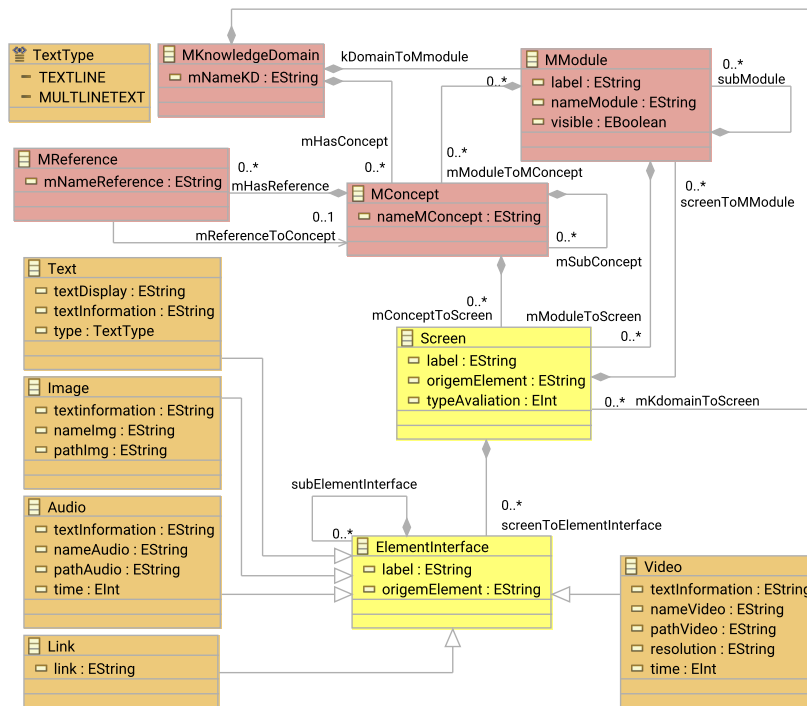 TextType
TEXTLINE
MULTLINETEXT
MKnowledgeDomain
mNameKD : EString
kDomainToMmodule
MModule
label : EString
nameModule : EString
visible : EBoolean
0..*
subModule
0..*
mHasConcept
0..*
0..*
mModuleToMConcept
0..*
screenToMModule
MReference
mNameReference : EString
0..*
mHasReference
MConcept
nameMConcept : EString
0..1
mReferenceToConcept
0..*
mSubConcept
0..*
mConceptToScreen
mModuleToScreen
0..*
Text
textDisplay : EString
textInformation : EString
type : TextType
Screen
label : EString
origemElement : EString
typeAvaliation : EInt
0..*
mKdomainToScreen
Image
textinformation : EString
nameImg : EString
pathImg : EString
subElementInterface
0..*
0..*
screenToElementInterface
Audio
textInformation : EString
nameAudio : EString
pathAudio : EString
time : EInt
ElementInterface
label : EString
origemElement : EString
Video
textInformation : EString
nameVideo : EString
pathVideo : EString
resolution : EString
time : EInt
Link
link : EString